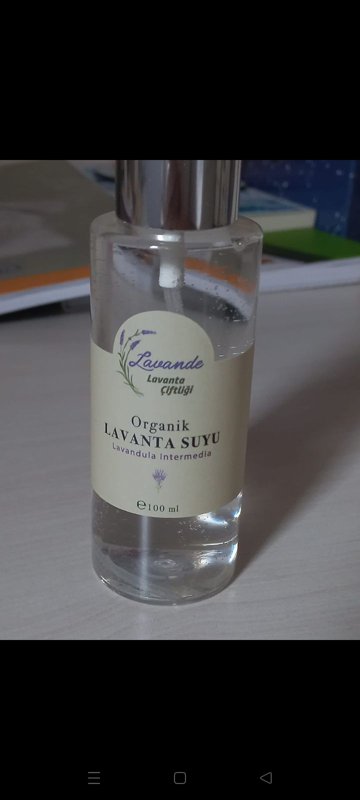 Lavande
Lavanta
Çiftliği
Organik
LAVANTA SUYU
Lavandula Intermedia
℮100 ml